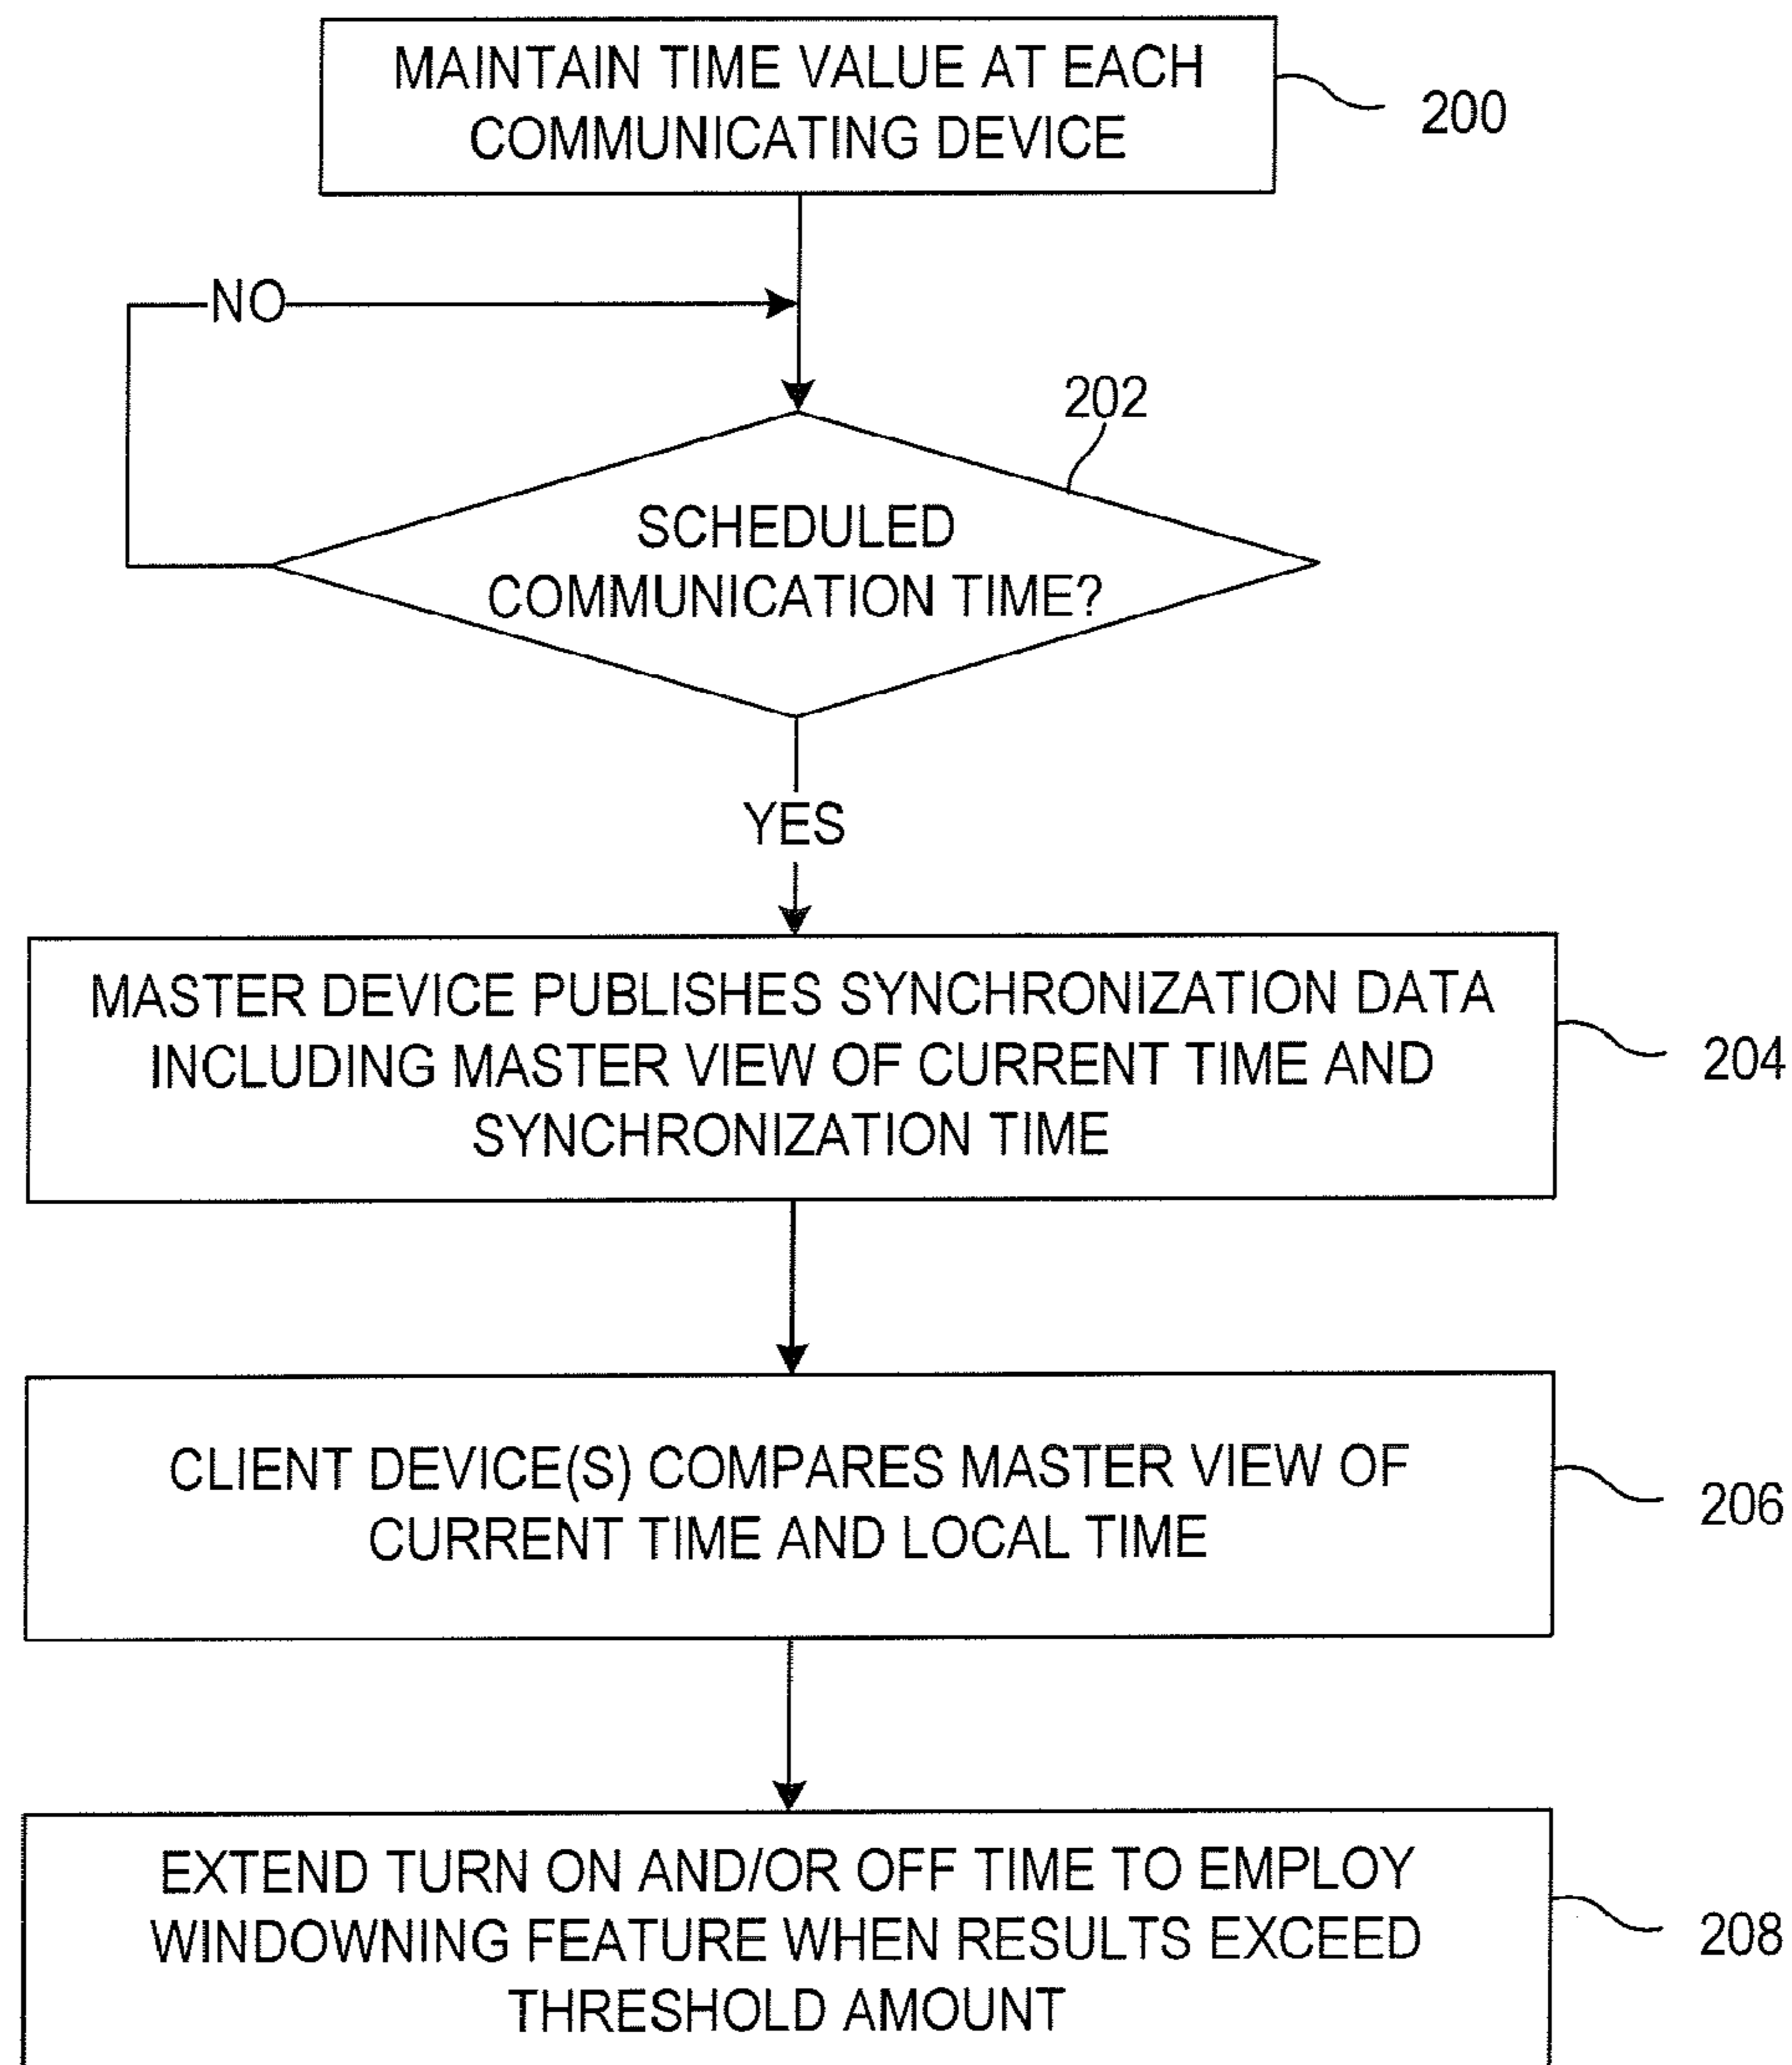 MAINTAIN TIME VALUE AT EACH
COMMUNICATING DEVICE
200
NO
202
SCHEDULED
COMMUNICATION TIME?
YES
MASTER DEVICE PUBLISHES SYNCHRONIZATION DATA
INCLUDING MASTER VIEW OF CURRENT TIME AND
SYNCHRONIZATION TIME
204
CLIENT DEVICE(S) COMPARES MASTER VIEW OF
CURRENT TIME AND LOCAL TIME
206
EXTEND TURN ON AND/OR OFF TIME TO EMPLOY
WINDOWNING FEATURE WHEN RESULTS EXCEED
THRESHOLD AMOUNT
208